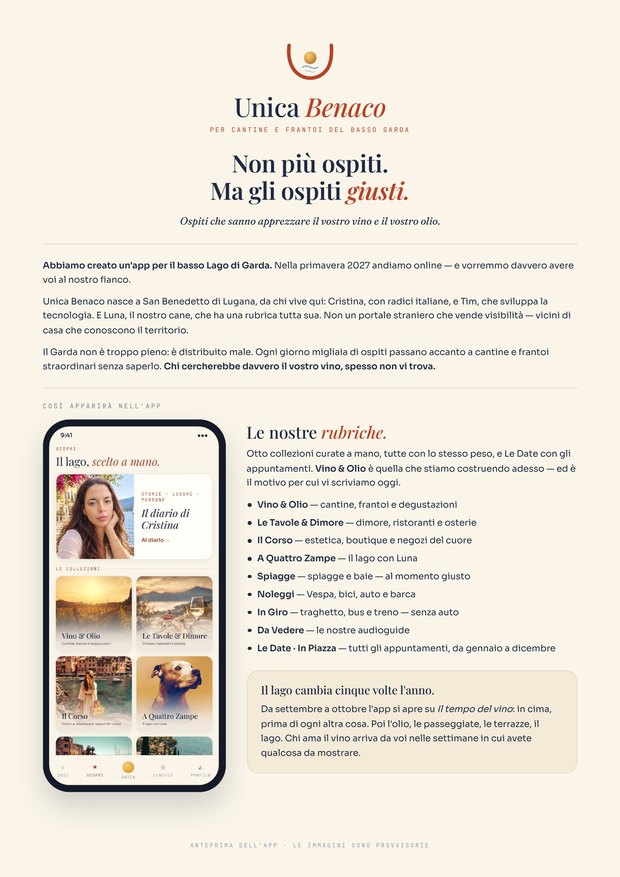 Unica Benaco
PER CANTINE E FRANTOI DEL BASSO GARDA
Non più ospiti.
Ma gli ospiti giusti.
Ospiti che sanno apprezzare il vostro vino e il vostro olio.
Abbiamo creato un'app per il basso Lago di Garda. Nella primavera 2027 andiamo online — e vorremmo davvero avere
voi al nostro fianco.
Unica Benaco nasce a San Benedetto di Lugana, da chi vive qui: Cristina, con radici italiane, e Tim, che sviluppa la
tecnologia. E Luna, il nostro cane, che ha una rubrica tutta sua. Non un portale straniero che vende visibilità — vicini di
casa che conoscono il territorio.
Il Garda non è troppo pieno: è distribuito male. Ogni giorno migliaia di ospiti passano accanto a cantine e frantoi
straordinari senza saperlo. Chi cercherebbe davvero il vostro vino, spesso non vi trova.
COSÌ APPARIRÀ NELL'APP
9:41
SCOPRI
Il lago, scelto a mano.
STORIE · LUOGHI ·
PERSONE
Il diario di
Cristina
Al diario →
LE COLLEZIONI
Vino & Olio
Cantine, frantoi e degustazioni
Le Tavole & Dimore
Dimore, ristoranti e osterie
Il Corso
A Quattro Zampe
Il lago con Luna
OGGI
SCOPRI
UNICA
CERCHIO
PROFILO
Le nostre rubriche.
Otto collezioni curate a mano, tutte con lo stesso peso, e Le Date con gli
appuntamenti. Vino & Olio è quella che stiamo costruendo adesso — ed è
il motivo per cui vi scriviamo oggi.
• Vino & Olio — cantine, frantoi e degustazioni
• Le Tavole & Dimore — dimore, ristoranti e osterie
• Il Corso — estetica, boutique e negozi del cuore
• A Quattro Zampe — il lago con Luna
• Spiagge — spiagge e baie — al momento giusto
• Noleggi — Vespa, bici, auto e barca
• In Giro — traghetto, bus e treno — senza auto
• Da Vedere — le nostre audioguide
• Le Date · In Piazza — tutti gli appuntamenti, da gennaio a dicembre
Il lago cambia cinque volte l'anno.
Da settembre a ottobre l'app si apre su Il tempo del vino: in cima,
prima di ogni altra cosa. Poi l'olio, le passeggiate, le terrazze, il
lago. Chi ama il vino arriva da voi nelle settimane in cui avete
qualcosa da mostrare.
ANTEPRIMA DELL'APP · LE IMMAGINI SONO PROVVISORIE